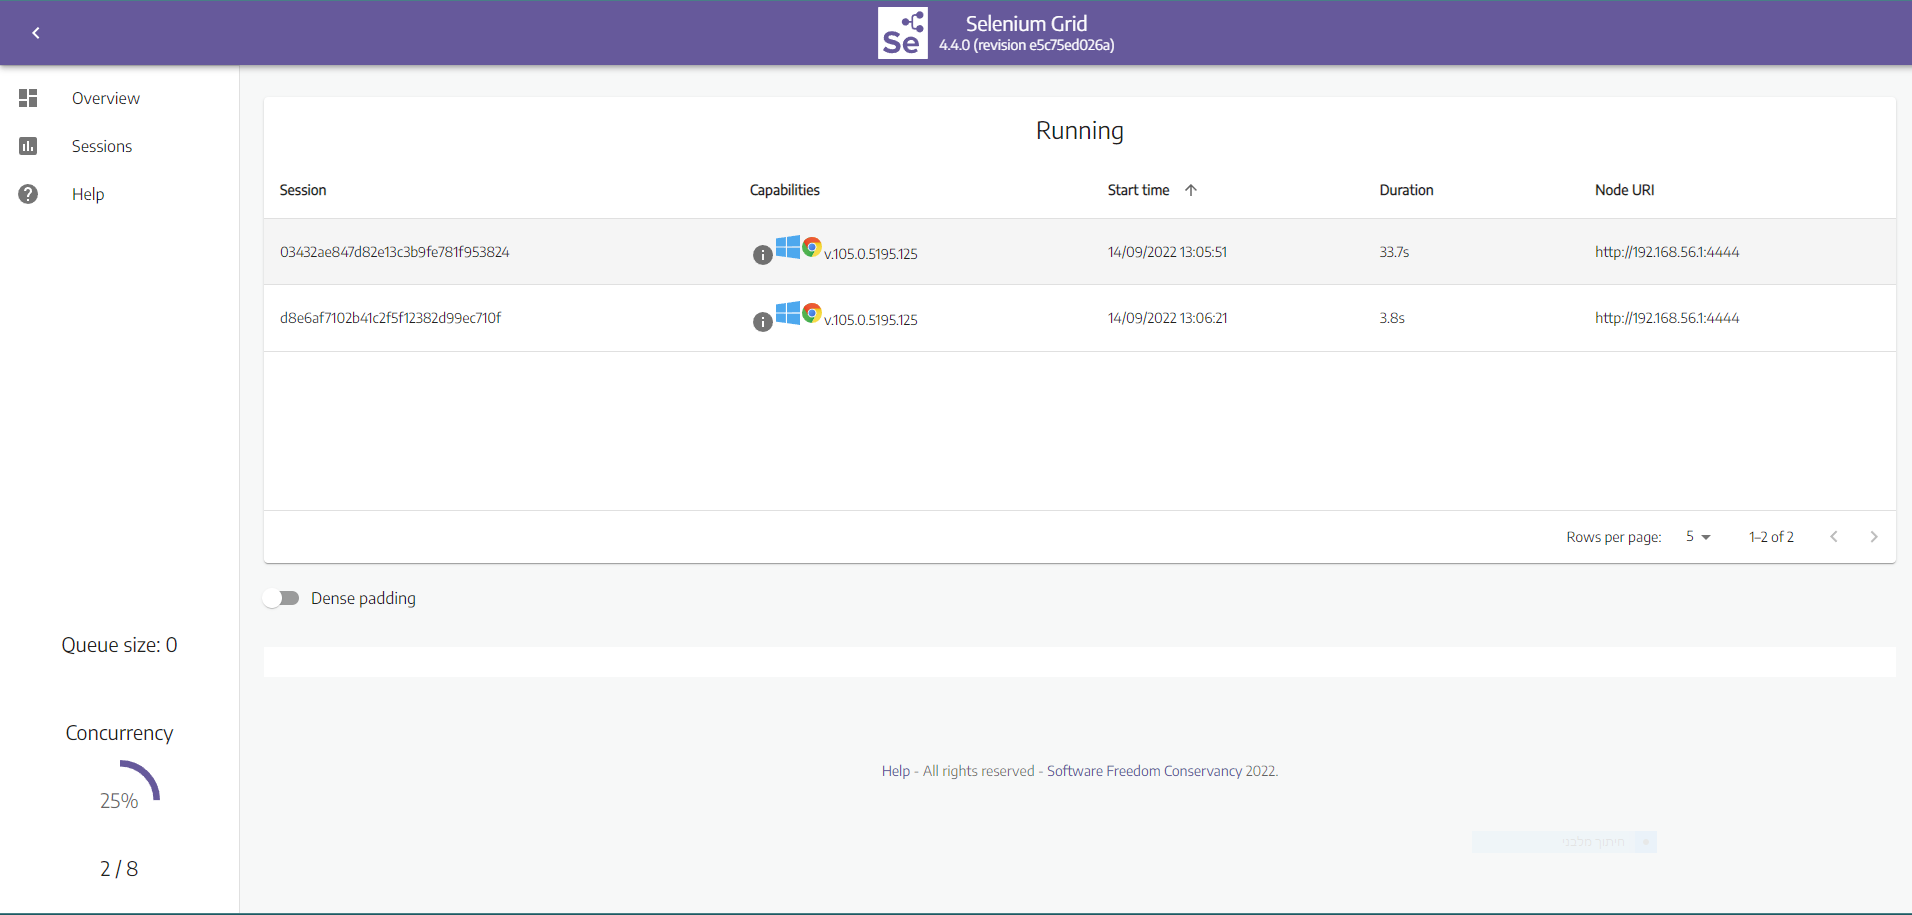 Se
Selenium Grid
4.4.0 (revision e5c75ed026a)
Overview
Sessions
Help
Running
Session Capabilities Start time Duration Node URI
03432ae847d82e13c3b9fe781f953824 v.105.0.5195.125 14/09/2022 13:05:51 33.7s http://192.168.56.1:4444
d8e6af7102b41c2f5f12382d99ec710f v.105.0.5195.125 14/09/2022 13:06:21 3.8s http://192.168.56.1:4444
Rows per page: 5 1-2 of 2
Dense padding
Queue size: 0
Concurrency
25%
2 / 8
Help - All rights reserved - Software Freedom Conservancy 2022.
חיתוך מלבני